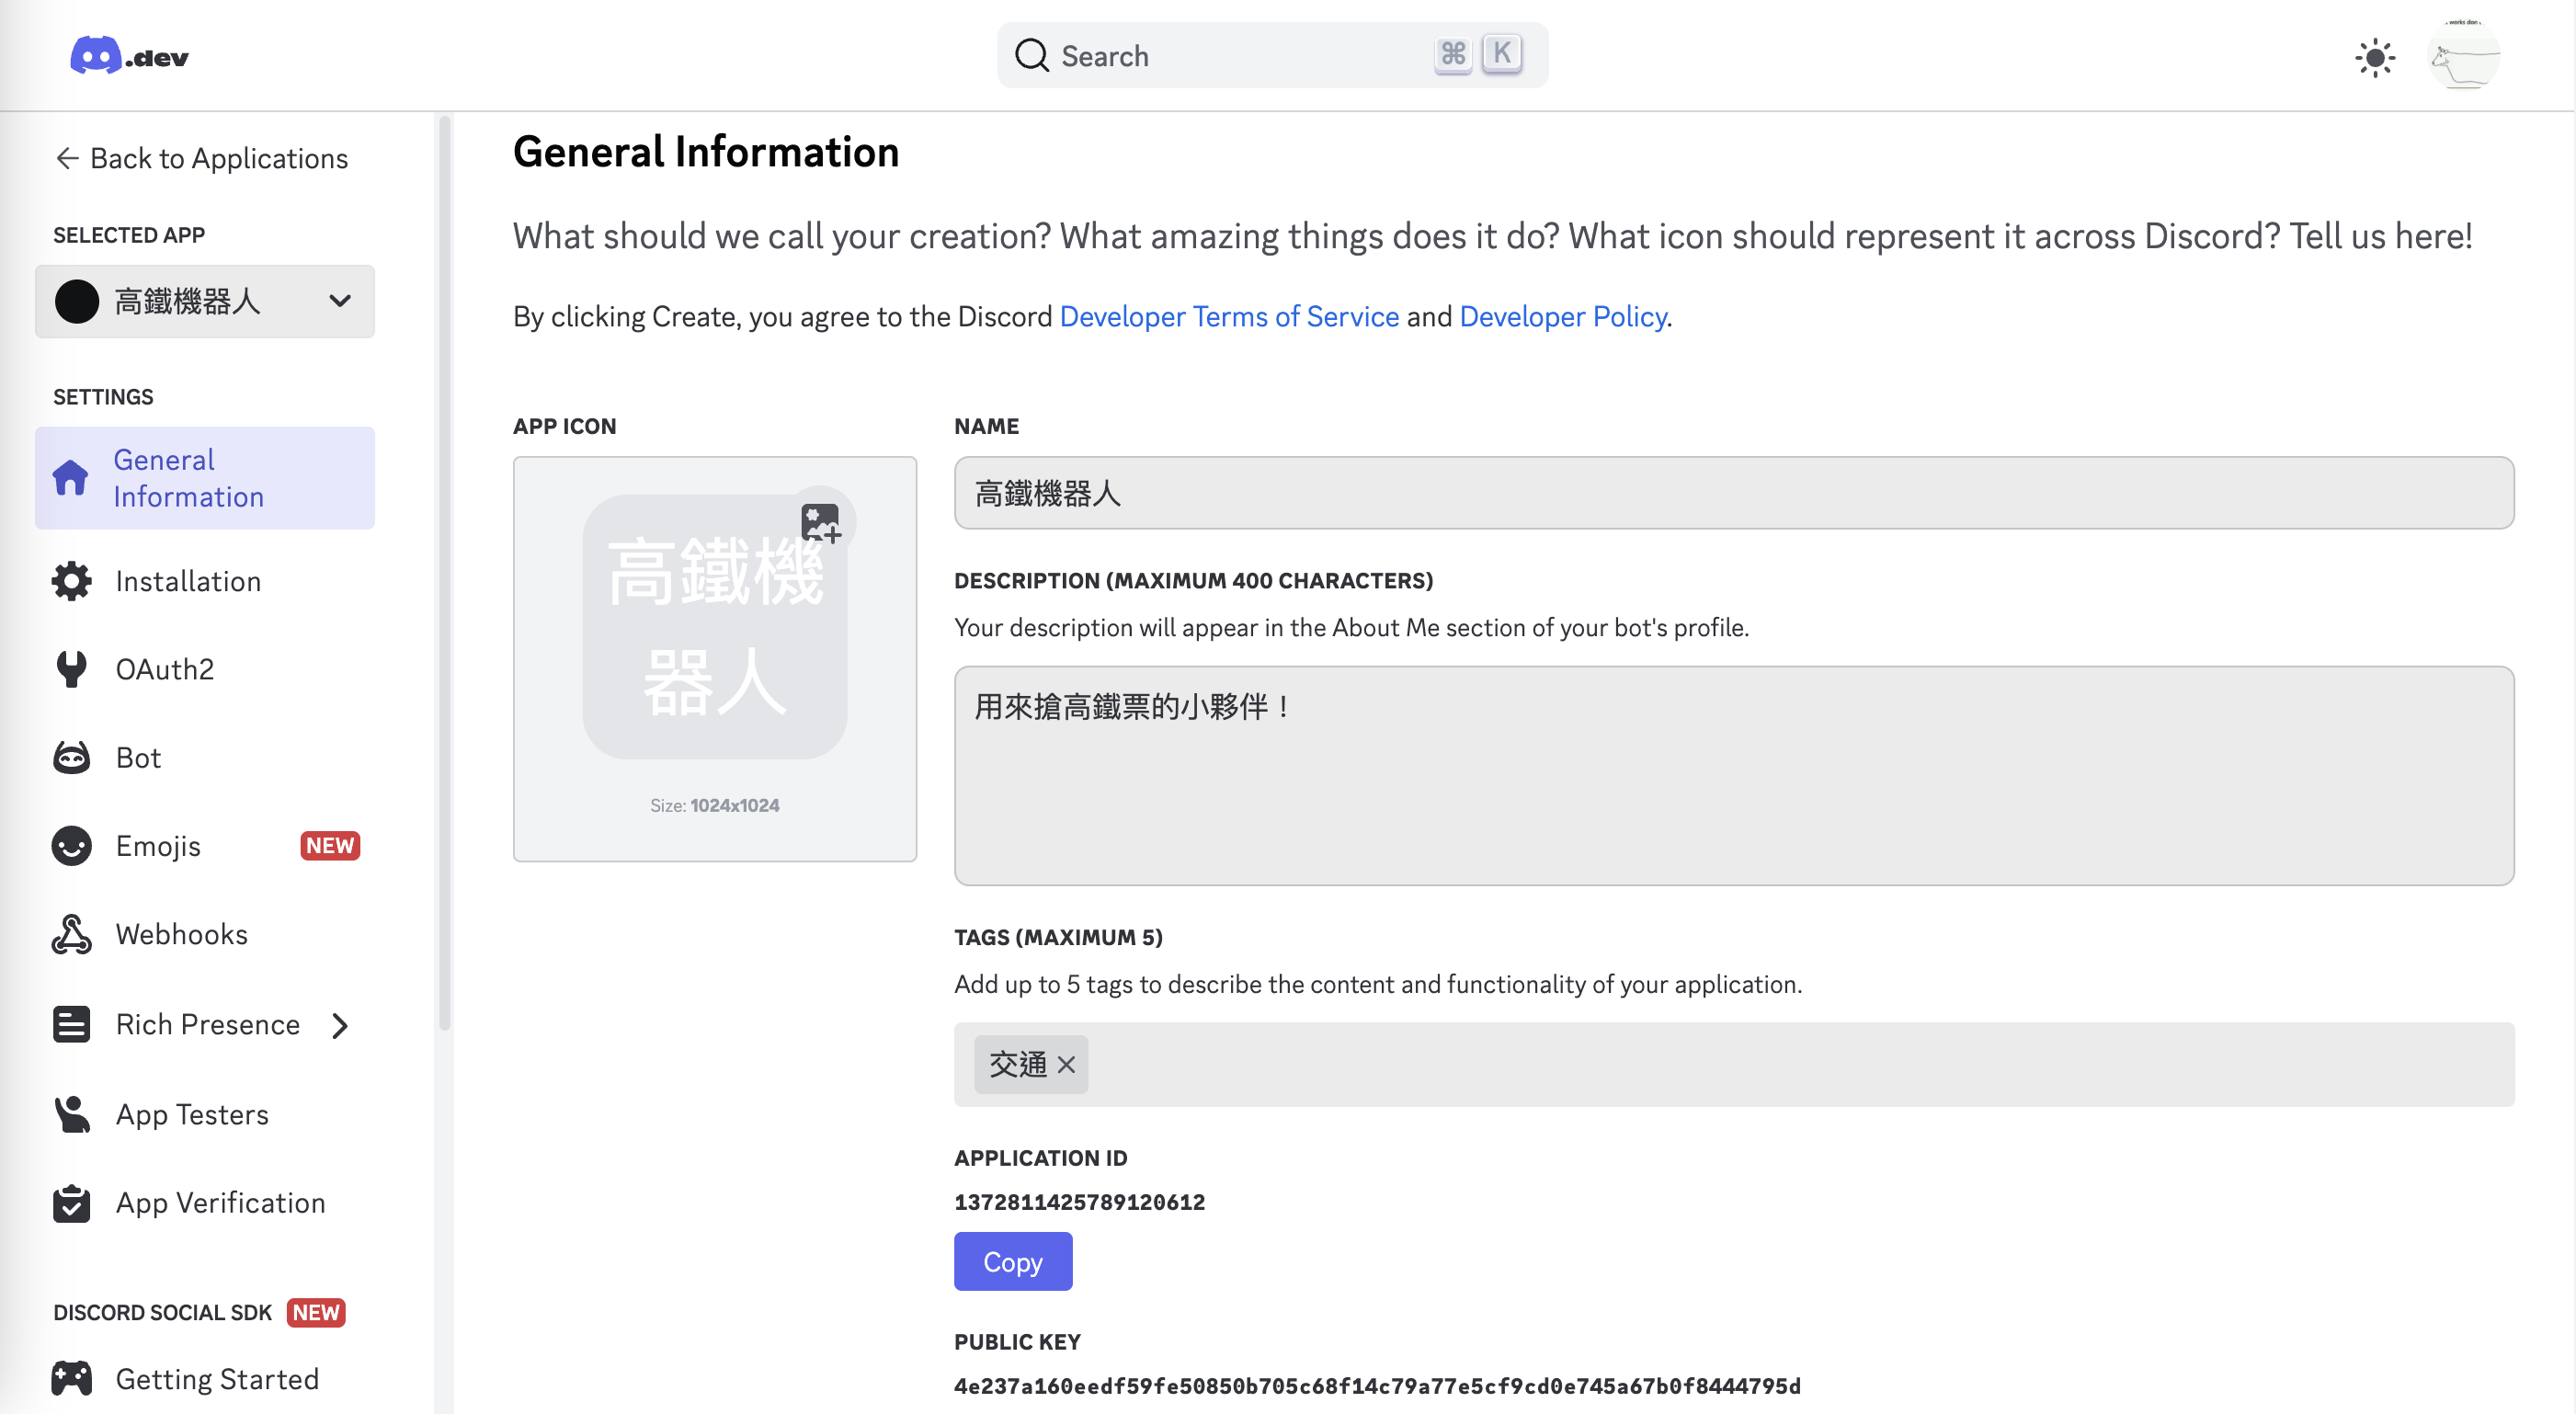 .dev
Search
⌘ K
works don
← Back to Applications
SELECTED APP
高鐵機器人
SETTINGS
General
Information
Installation
OAuth2
Bot
Emojis NEW
Webhooks
Rich Presence
App Testers
App Verification
DISCORD SOCIAL SDK NEW
Getting Started
General Information
What should we call your creation? What amazing things does it do? What icon should represent it across Discord? Tell us here!
By clicking Create, you agree to the Discord Developer Terms of Service and Developer Policy.
APP ICON
高鐵機
器人
Size: 1024x1024
NAME
高鐵機器人
DESCRIPTION (MAXIMUM 400 CHARACTERS)
Your description will appear in the About Me section of your bot's profile.
用來搶高鐵票的小夥伴！
TAGS (MAXIMUM 5)
Add up to 5 tags to describe the content and functionality of your application.
交通 ×
APPLICATION ID
1372811425789120612
Copy
PUBLIC KEY
4e237a160eedf59fe50850b705c68f14c79a77e5cf9cd0e745a67b0f8444795d